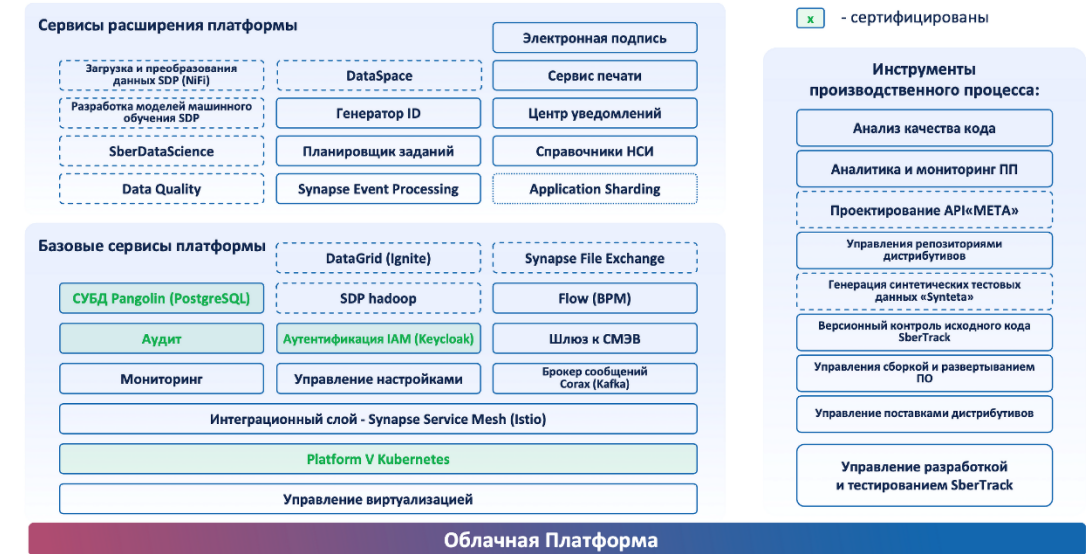 Сервисы расширения платформы
Электронная подпись
Загрузка и преобразования
данных SDP (NiFi)
DataSpace
Сервис печати
Разработка моделей машинного
обучения SDP
Генератор ID
Центр уведомлений
SberDataScience
Планировщик заданий
Справочники НСИ
Data Quality
Synapse Event Processing
Application Sharding
Базовые сервисы платформы
DataGrid (Ignite)
Synapse File Exchange
СУБД Pangolin (PostgreSQL)
SDP hadoop
Flow (BPM)
Аудит
Аутентификация IAM (Keycloak)
Шлюз к СМЭВ
Мониторинг
Управление настройками
Брокер сообщений
Corax (Kafka)
Интеграционный слой - Synapse Service Mesh (Istio)
Platform V Kubernetes
Управление виртуализацией
x - сертифицированы
Инструменты
производственного процесса:
Анализ качества кода
Аналитика и мониторинг ПП
Проектирование API«META»
Управления репозиториями
дистрибутивов
Генерация синтетических тестовых
данных «Synteta»
Версионный контроль исходного кода
SberTrack
Управления сборкой и развертыванием
ПО
Управление поставками дистрибутивов
Управление разработкой
и тестированием SberTrack
Облачная Платформа